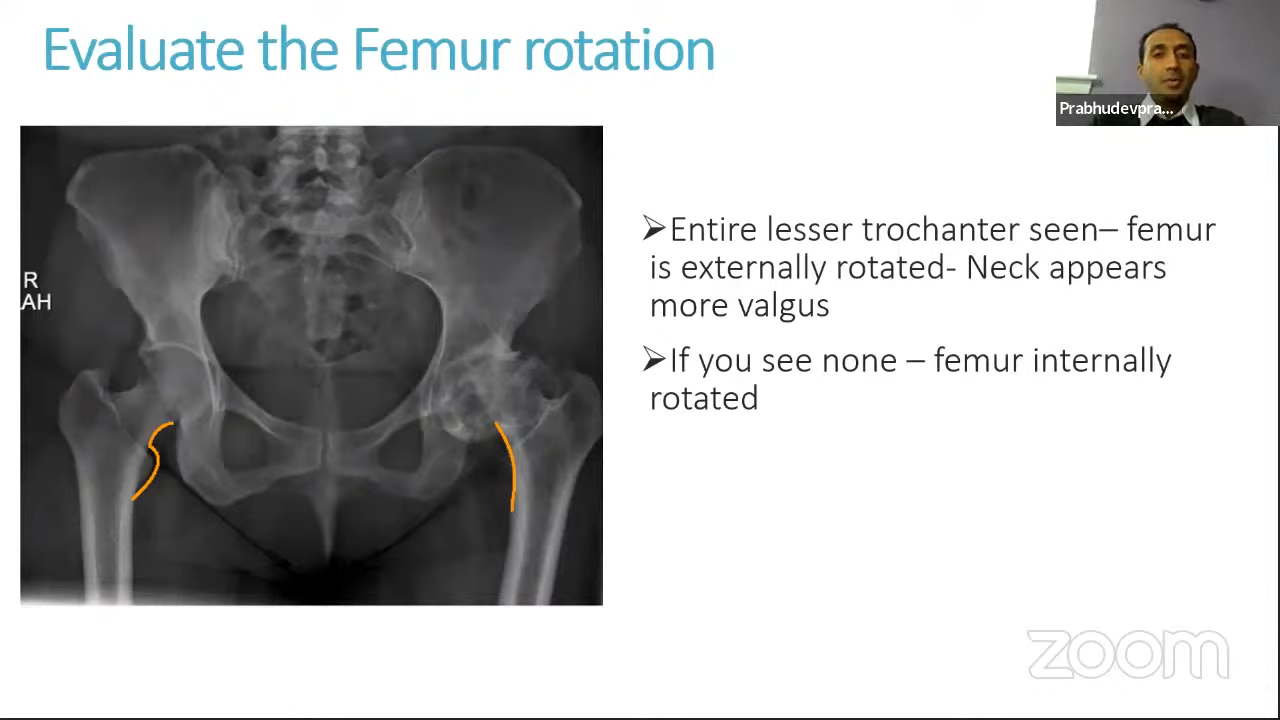 Evaluate the Femur rotation
Prabhudevpra...
R
AH
➢Entire lesser trochanter seen– femur
is externally rotated- Neck appears
more valgus
➢If you see none – femur internally
rotated
zoom